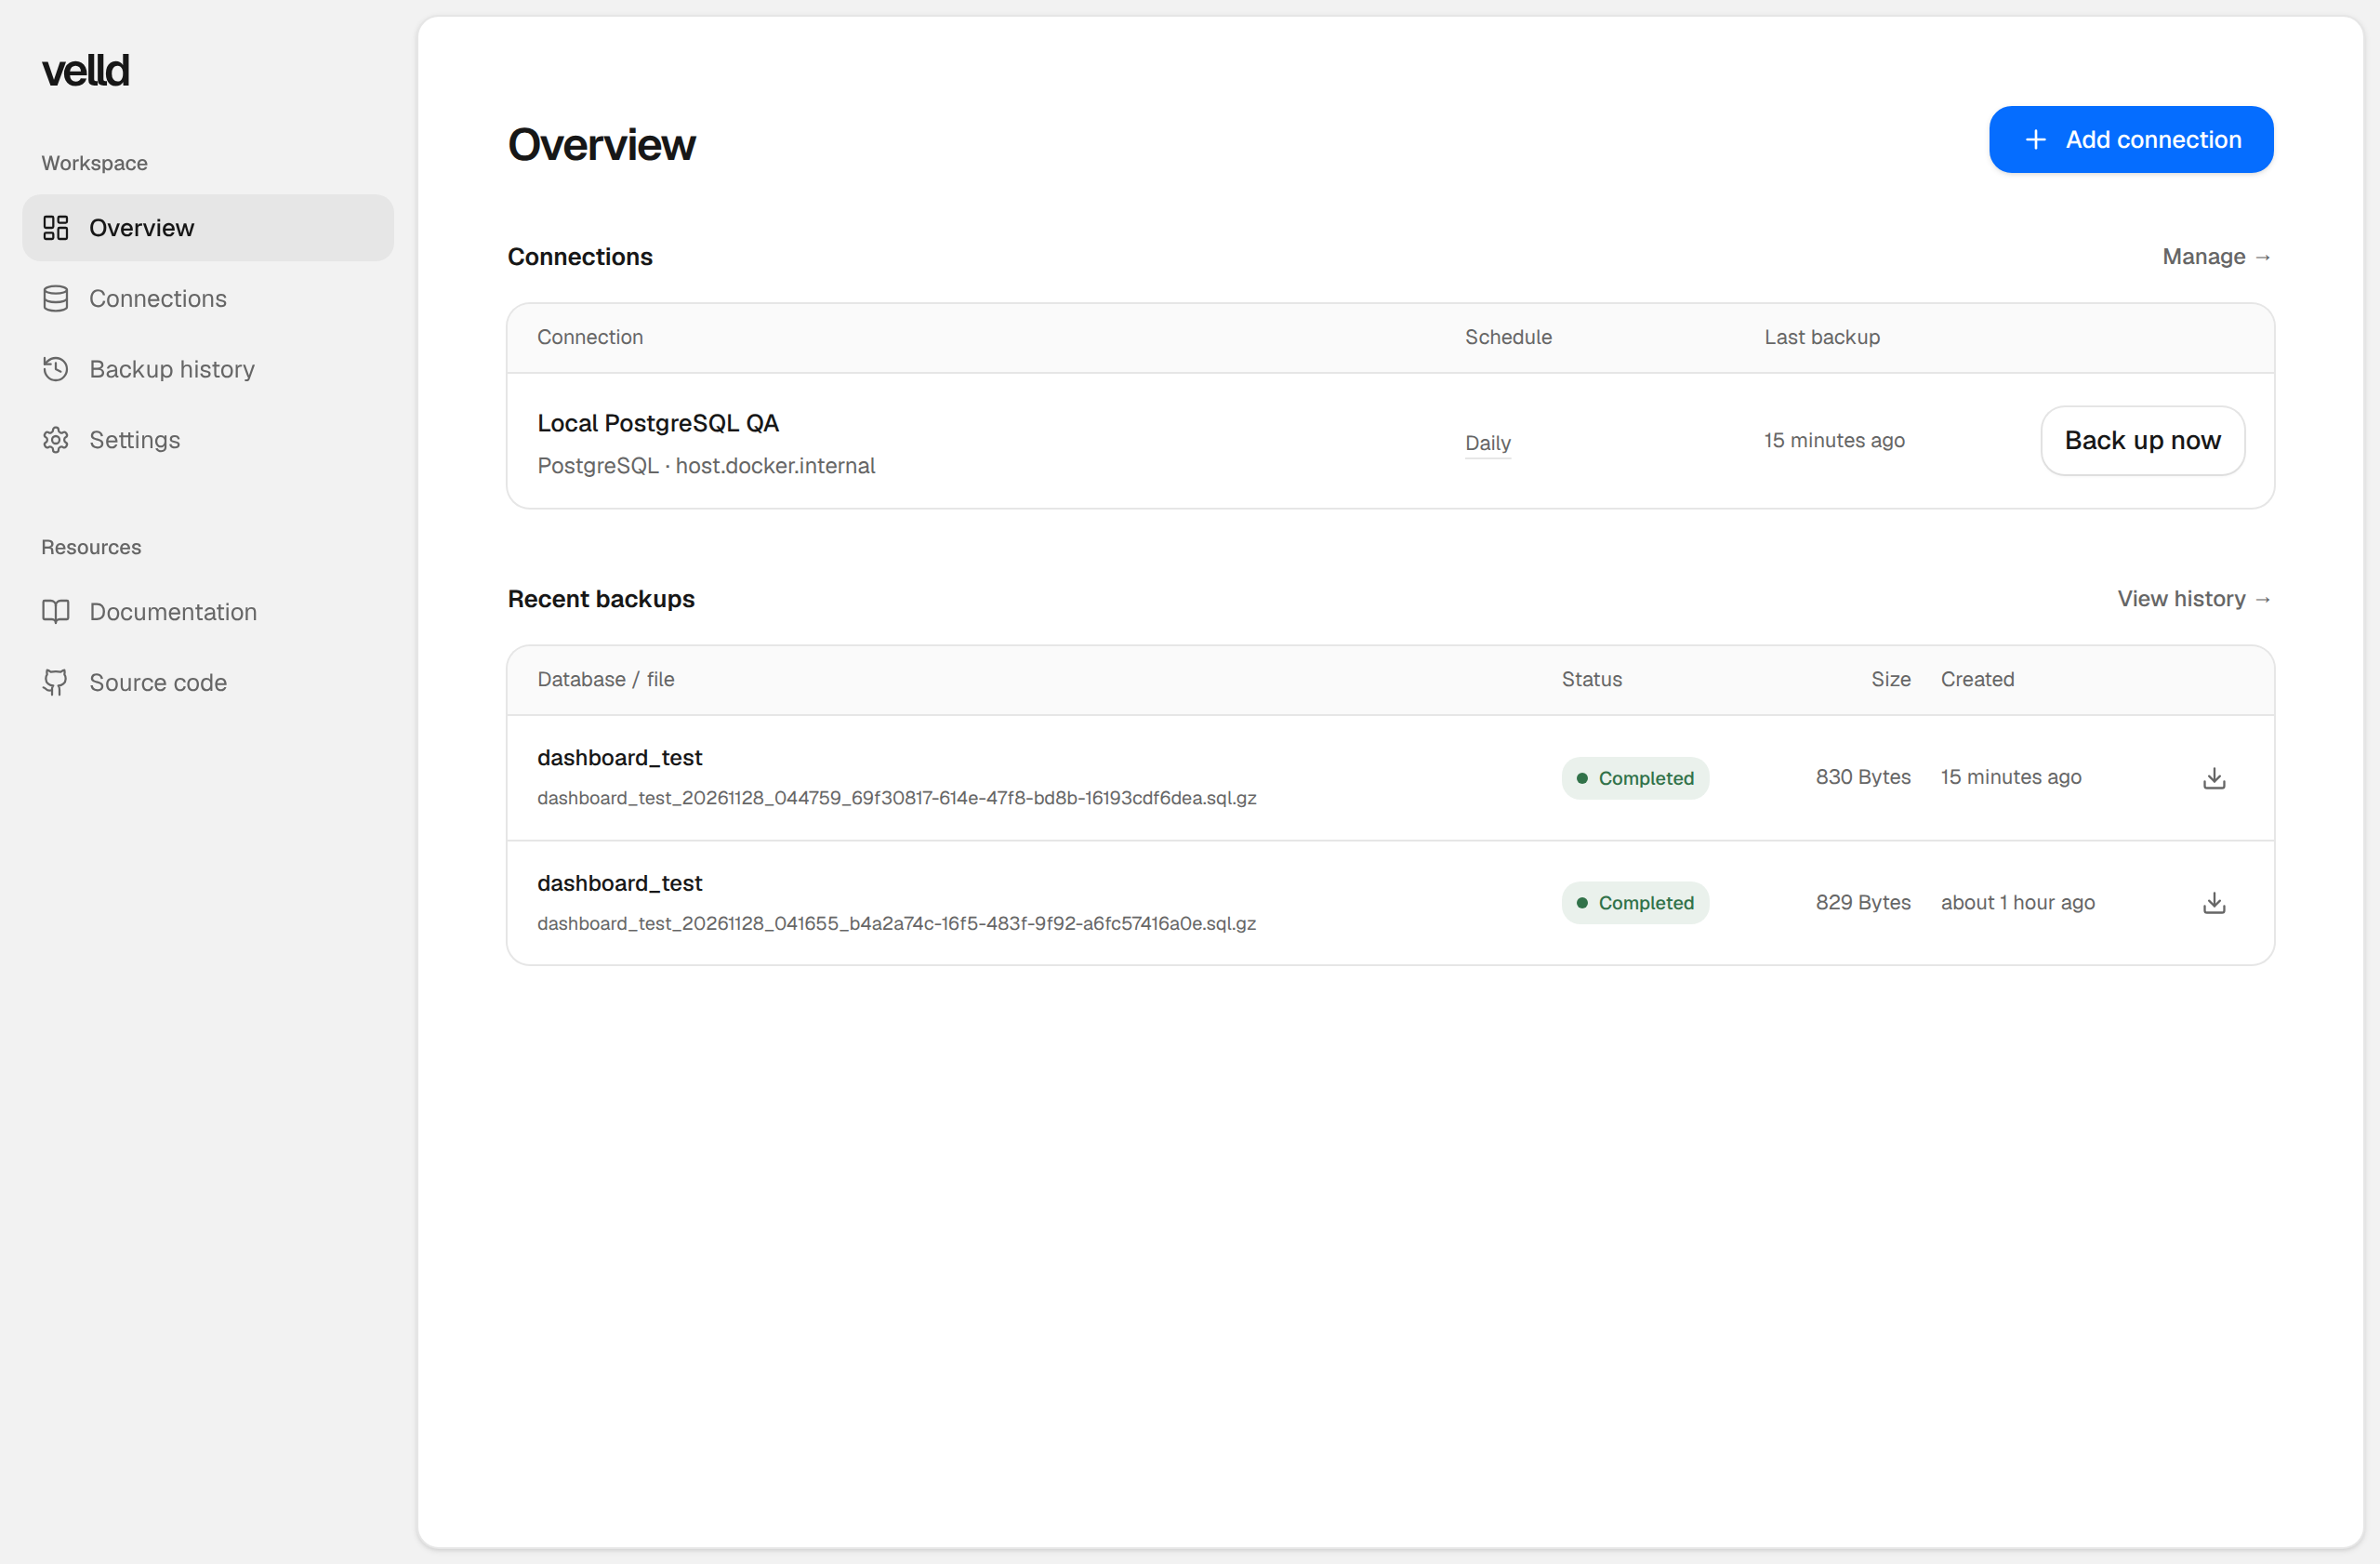 velld
Workspace
Overview
Connections
Backup history
Settings
Resources
Documentation
Source code
Overview
Add connection
Connections
Manage →
Connection Schedule Last backup
Local PostgreSQL QA
PostgreSQL · host.docker.internal
Daily
15 minutes ago
Back up now
Recent backups
View history →
Database / file Status Size Created
dashboard_test
dashboard_test_20261128_044759_69f30817-614e-47f8-bd8b-16193cdf6dea.sql.gz
Completed
830 Bytes
15 minutes ago
dashboard_test
dashboard_test_20261128_041655_b4a2a74c-16f5-483f-9f92-a6fc57416a0e.sql.gz
Completed
829 Bytes
about 1 hour ago